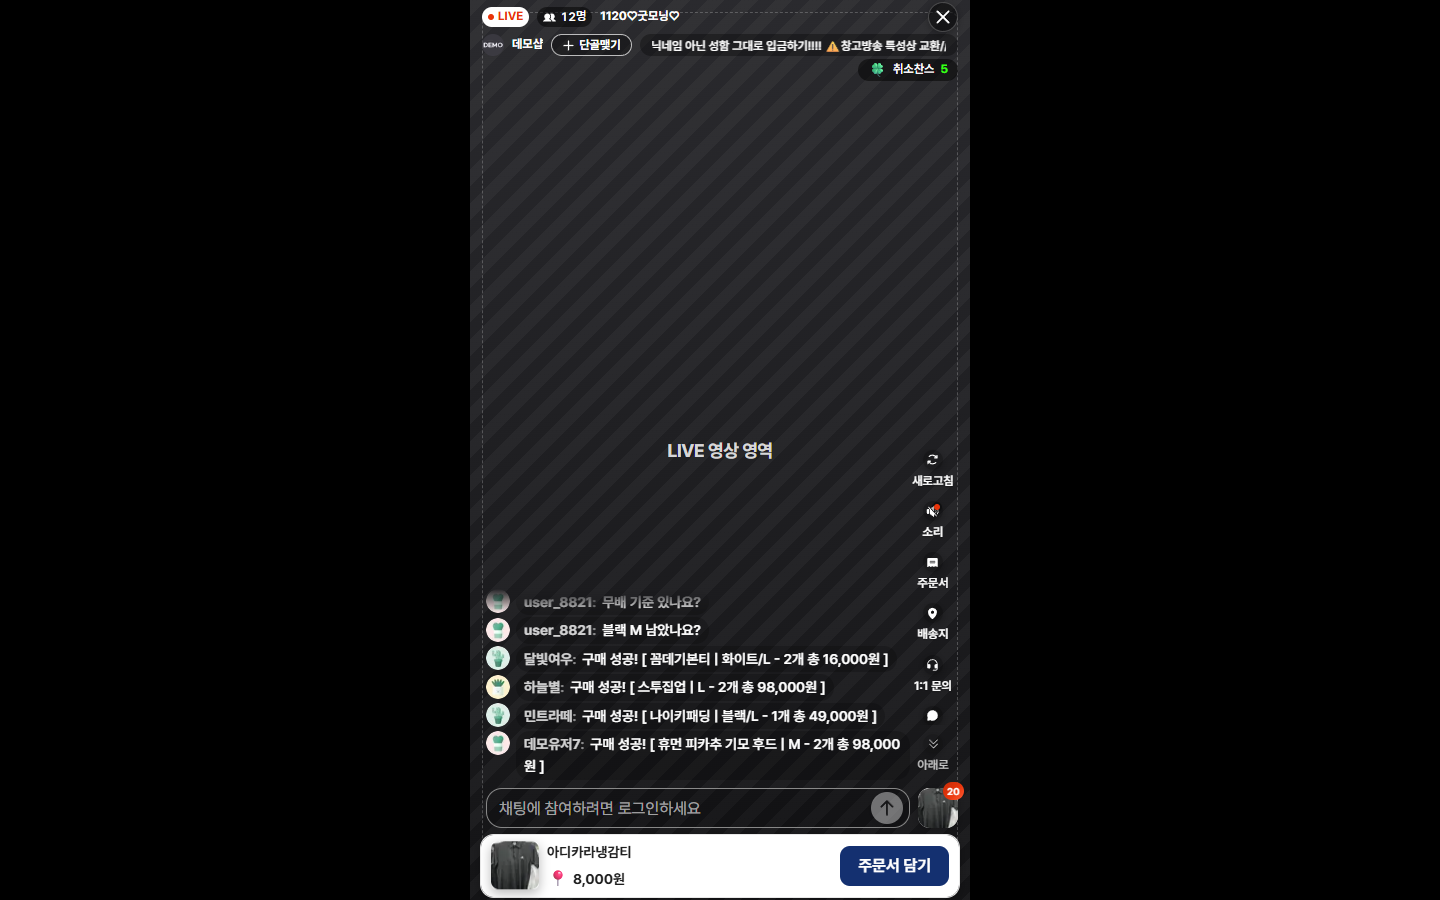 LIVE
12명
1120♡굿모닝♡
DEMO
데모샵
+ 단골맺기
닉네임 아닌 성함 그대로 입금하기!!!! ⚠️창고방송 특성상 교환/
취소찬스 5
LIVE 영상 영역
새로고침
소리
주문서
배송지
1:1 문의
아래로
user_8821: 무배 기준 있나요?
user_8821: 블랙 M 남았나요?
달빛여우: 구매 성공! [ 꼼데기본티 | 화이트/L - 2개 총 16,000원 ]
하늘별: 구매 성공! [ 스투집업 | L - 2개 총 98,000원 ]
민트라떼: 구매 성공! [ 나이키패딩 | 블랙/L - 1개 총 49,000원 ]
데모유저7: 구매 성공! [ 휴먼 피카추 기모 후드 | M - 2개 총 98,000
원 ]
채팅에 참여하려면 로그인하세요
20
아디카라냉감티
8,000원
주문서 담기